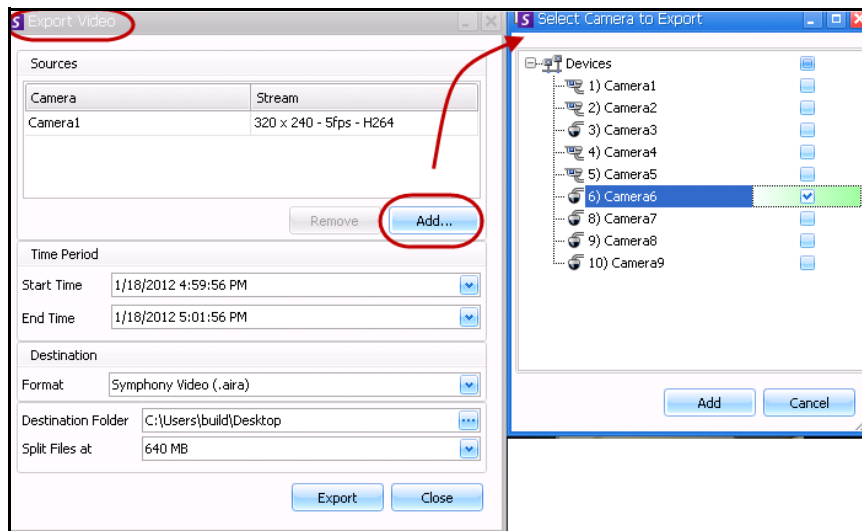 Export Video
Sources
Camera Stream
Camera1 320 x 240 - 5fps - H264
Remove Add...
Time Period
Start Time 1/18/2012 4:59:56 PM
End Time 1/18/2012 5:01:56 PM
Destination
Format Symphony Video (.aira)
Destination Folder C:\Users\build\Desktop ...
Split Files at 640 MB
Export Close
Select Camera to Export
Devices
1) Camera1
2) Camera2
3) Camera3
4) Camera4
5) Camera5
6) Camera6
8) Camera7
9) Camera8
10) Camera9
Add Cancel